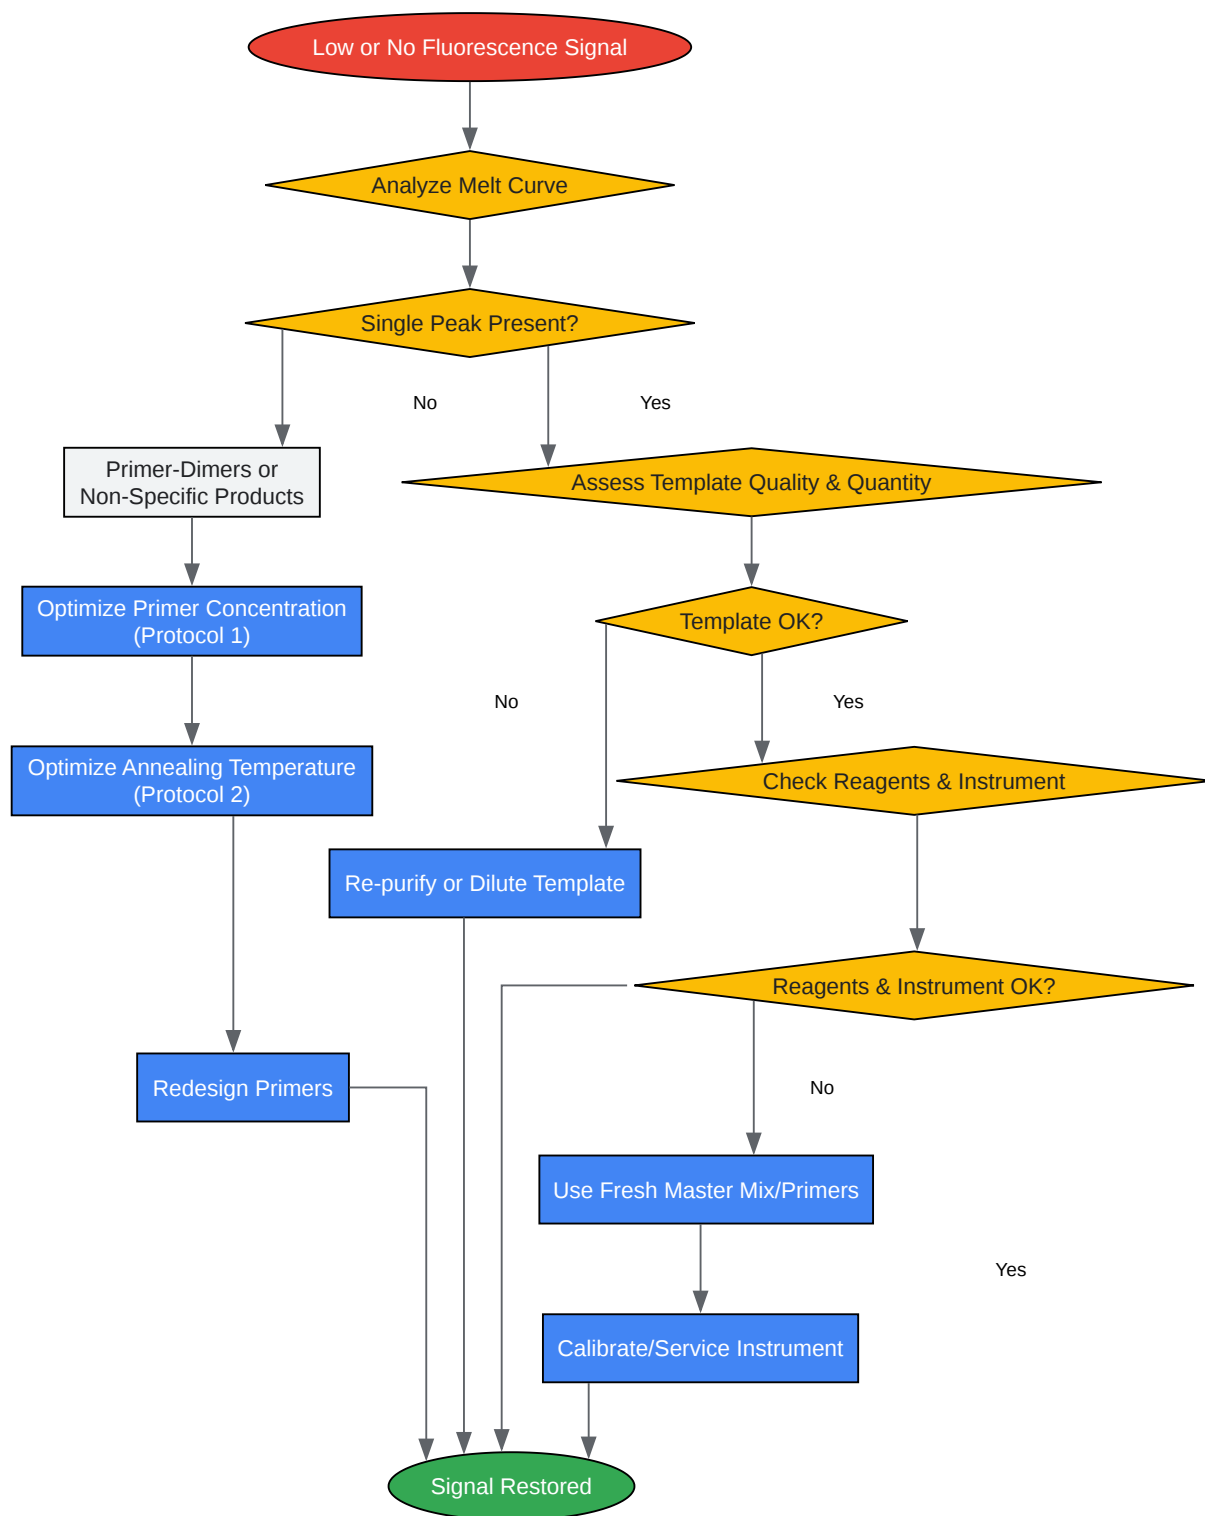 Low or No Fluorescence Signal
Analyze Melt Curve
Single Peak Present?
No
Yes
Primer-Dimers or
Non-Specific Products
Assess Template Quality & Quantity
Optimize Primer Concentration
(Protocol 1)
Template OK?
No
Yes
Optimize Annealing Temperature
(Protocol 2)
Check Reagents & Instrument
Re-purify or Dilute Template
Reagents & Instrument OK?
Redesign Primers
No
Use Fresh Master Mix/Primers
Yes
Calibrate/Service Instrument
Signal Restored